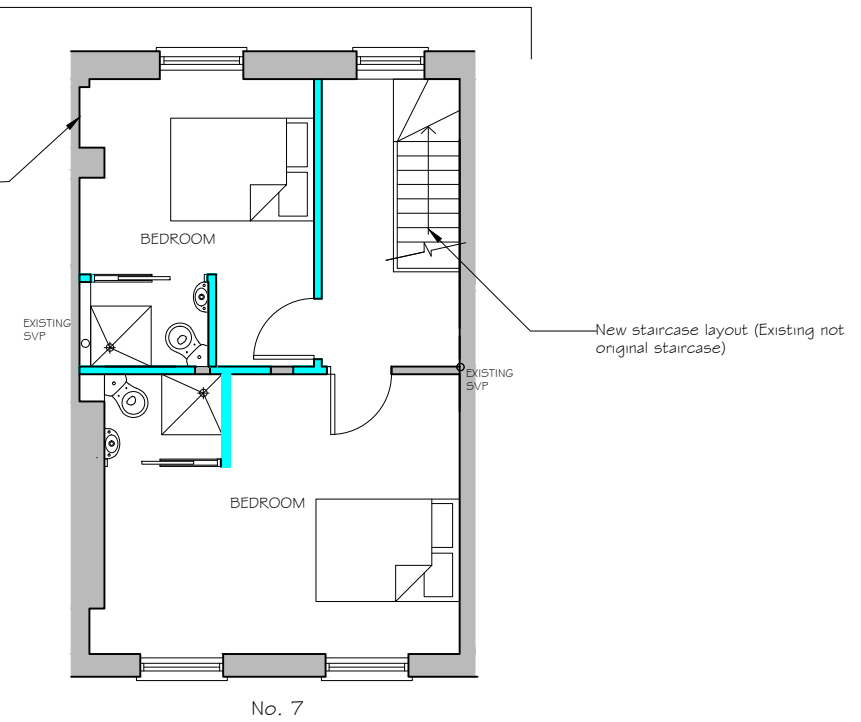 BEDROOM
EXISTING
SVP
New staircase layout (Existing not
original staircase)
EXISTING
SVP
BEDROOM
No. 7